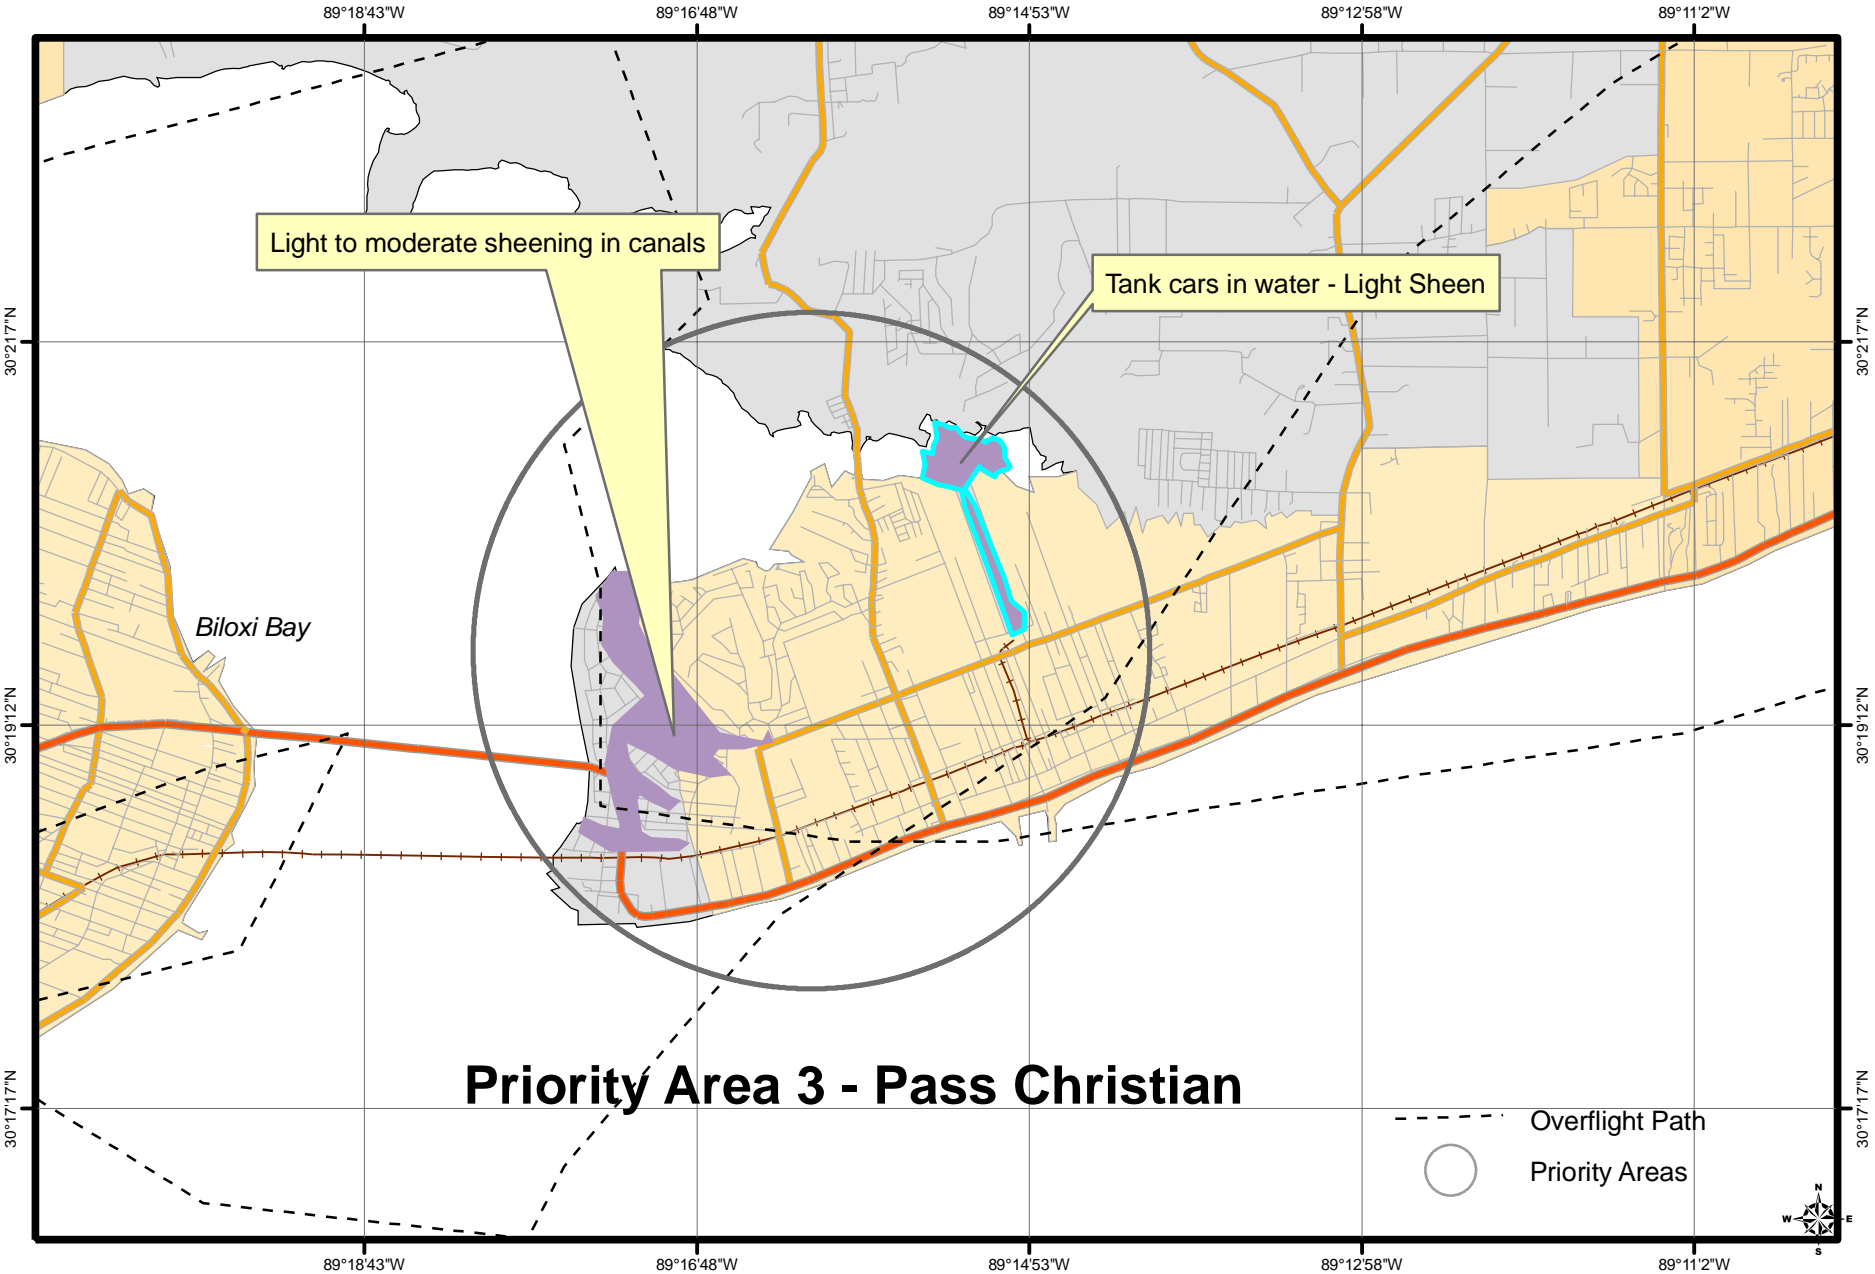 89°18'43"W
89°16'48"W
89°14'53"W
89°12'58"W
89°11'2"W
Light to moderate sheening in canals
Tank cars in water - Light Sheen
30°21'7"N
30°21'7"N
Biloxi Bay
30°19'12"N
30°19'12"N
Priority Area 3 - Pass Christian
30°17'17"N
30°17'17"N
Overflight Path
Priority Areas
N
W
E
S
89°18'43"W
89°16'48"W
89°14'53"W
89°12'58"W
89°11'2"W